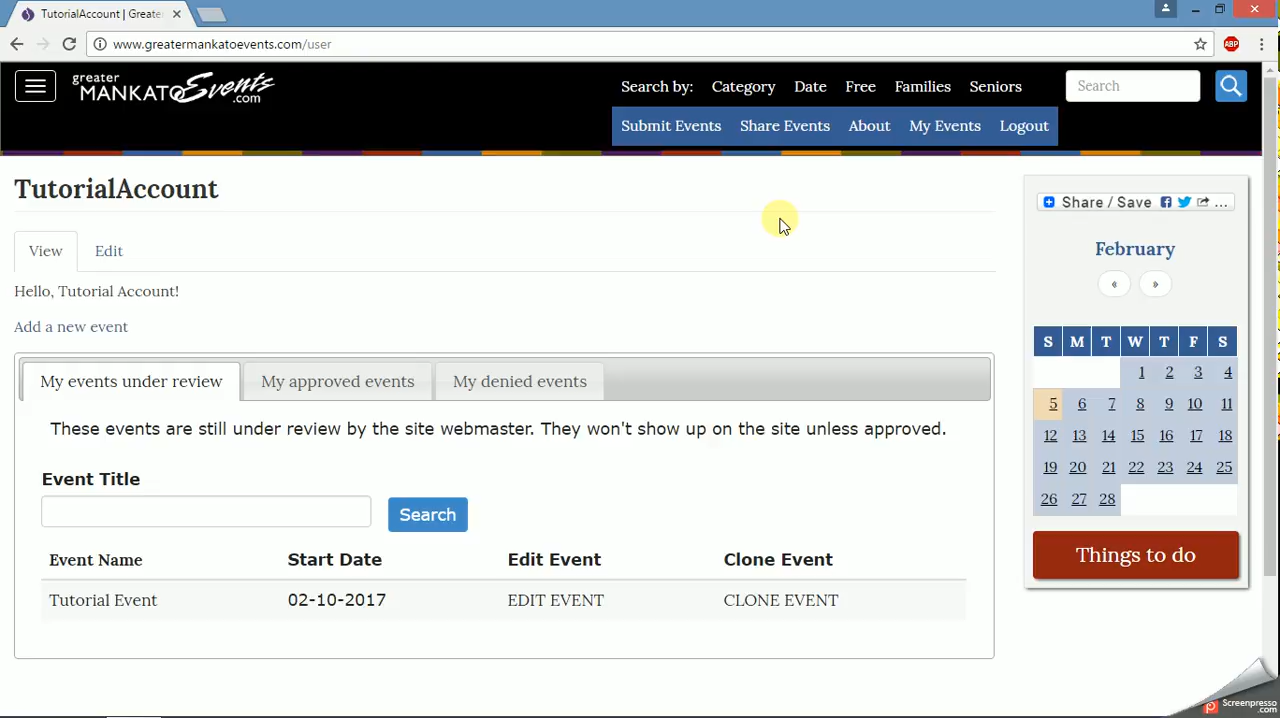 TutorialAccount | Greate
www.greatermankatoevents.com/user
ABP
greater
MANKATO Events
.com
Search by: Category Date Free Families Seniors
Search
Submit Events Share Events About My Events Logout
TutorialAccount
View Edit
Hello, Tutorial Account!
Add a new event
My events under review My approved events My denied events
These events are still under review by the site webmaster. They won't show up on the site unless approved.
Event Title
Search
Event Name Start Date Edit Event Clone Event
Tutorial Event 02-10-2017 EDIT EVENT CLONE EVENT
Share / Save ...
February
« »
S M T W T F S
1 2 3 4
5 6 7 8 9 10 11
12 13 14 15 16 17 18
19 20 21 22 23 24 25
26 27 28
Things to do
Screenpresso
.com